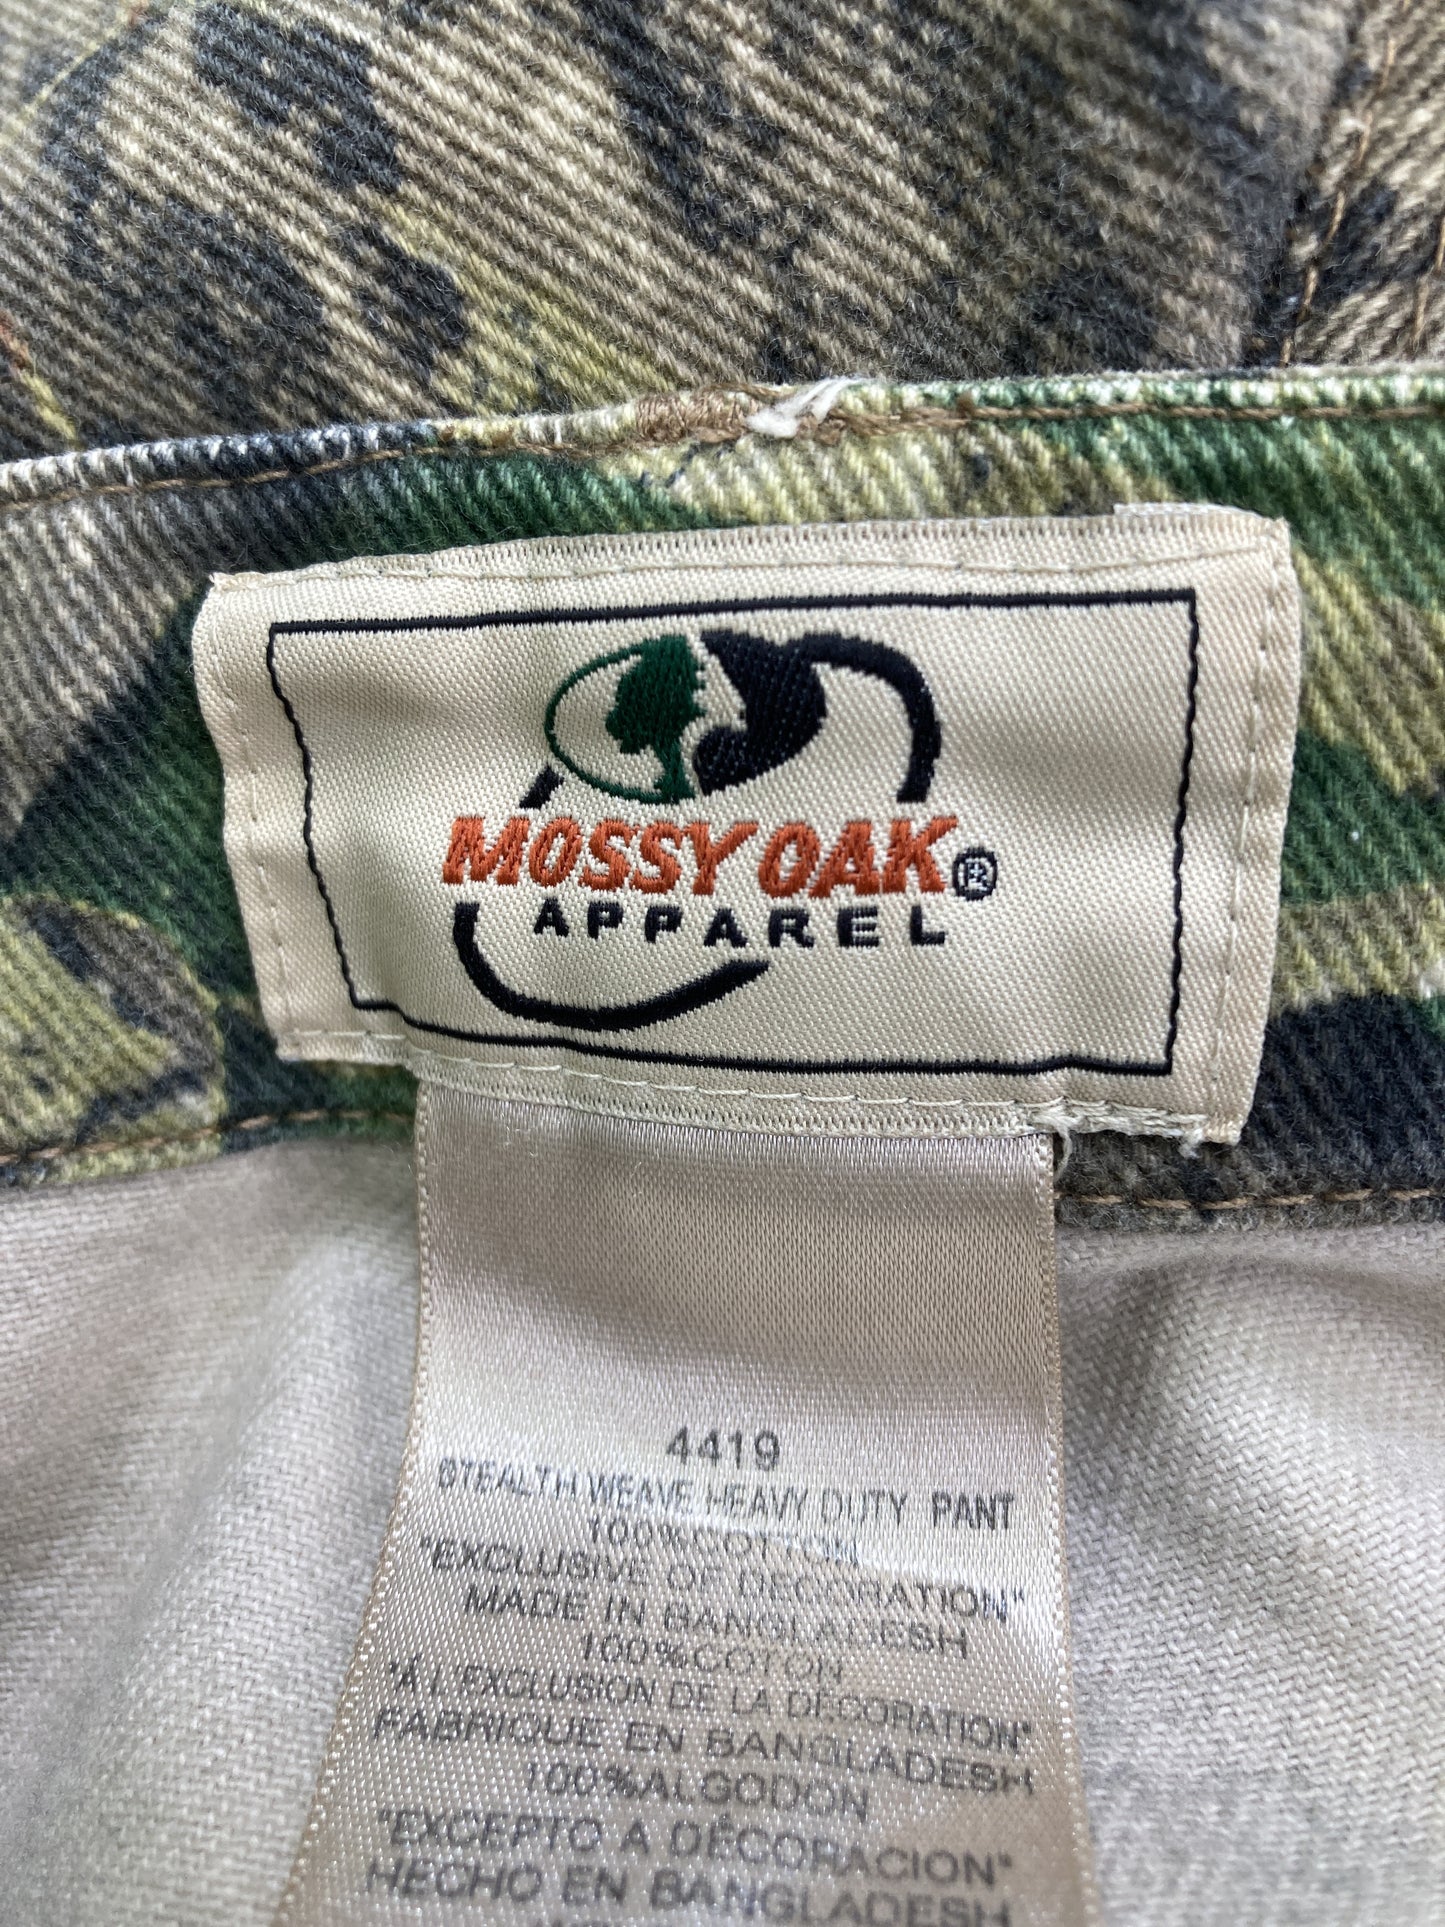 MOSSY OAK®
APPAREL
4419
STEALTH WEAVE HEAVY DUTY PANT
100%COTTON
"EXCLUSIVE OF DECORATION"
MADE IN BANGLADESH
100%COTON
"À L'EXCLUSION DE LA DÉCORATION"
FABRIQUE EN BANGLADESH
100%ALGODON
"EXCEPTO A DÉCORACION"
HECHO EN BANGLADESH